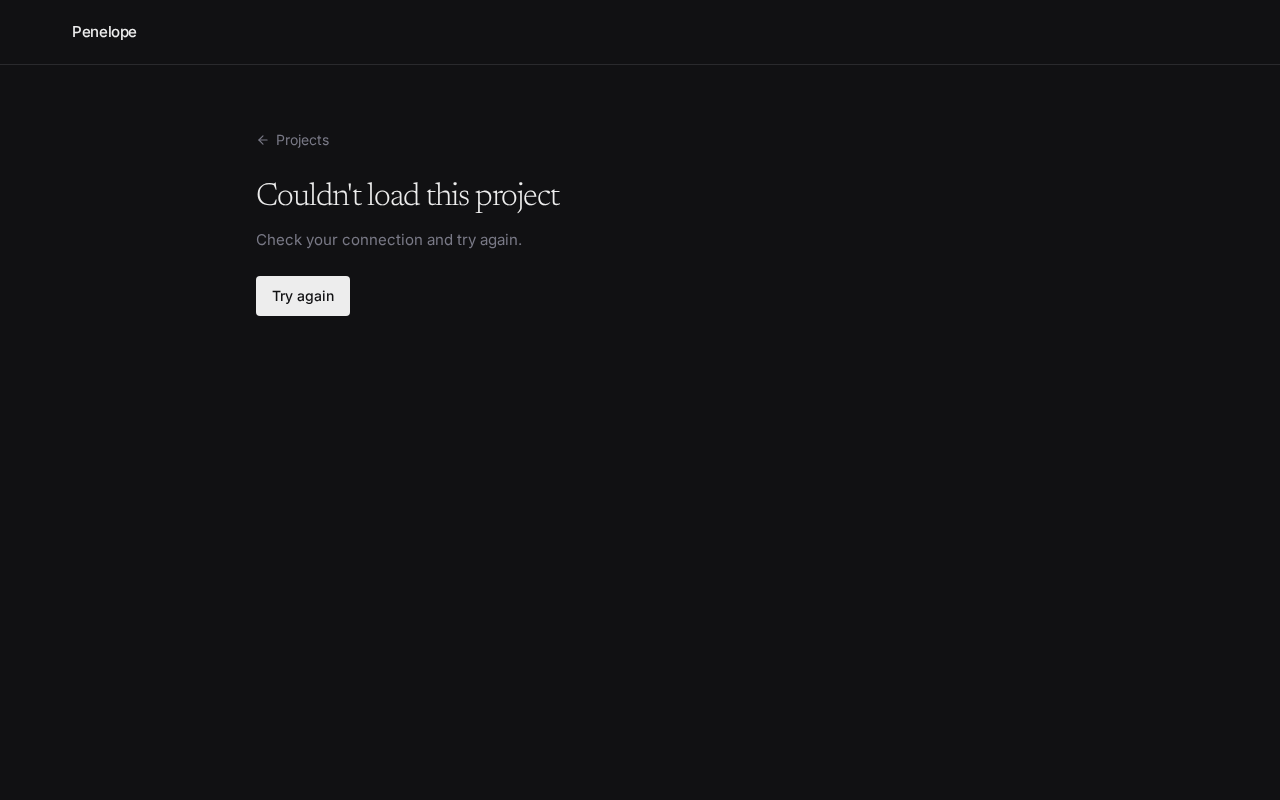 Penelope
← Projects
Couldn't load this project
Check your connection and try again.
Try again